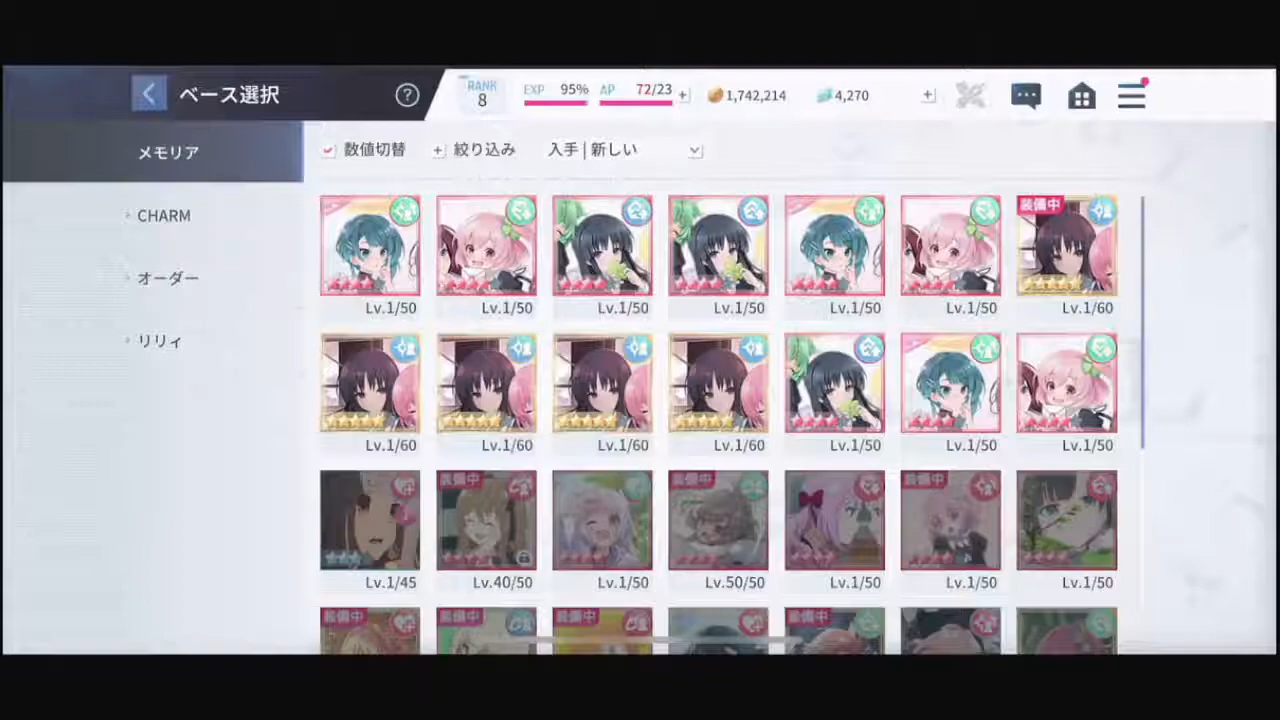 ベース選択
?
RANK
8
EXP 95%
AP 72/23
1,742,214
4,270
メモリア
CHARM
オーダー
リリィ
数値切替
絞り込み
入手|新しい
装備中
Lv.1/50
Lv.1/50
Lv.1/50
Lv.1/50
Lv.1/50
Lv.1/50
Lv.1/60
Lv.1/60
Lv.1/60
Lv.1/60
Lv.1/60
Lv.1/50
Lv.1/50
Lv.1/50
装備中
装備中
装備中
Lv.1/45
Lv.40/50
Lv.1/50
Lv.50/50
Lv.1/50
Lv.1/50
Lv.1/50
装備中
装備中
装備中
装備中